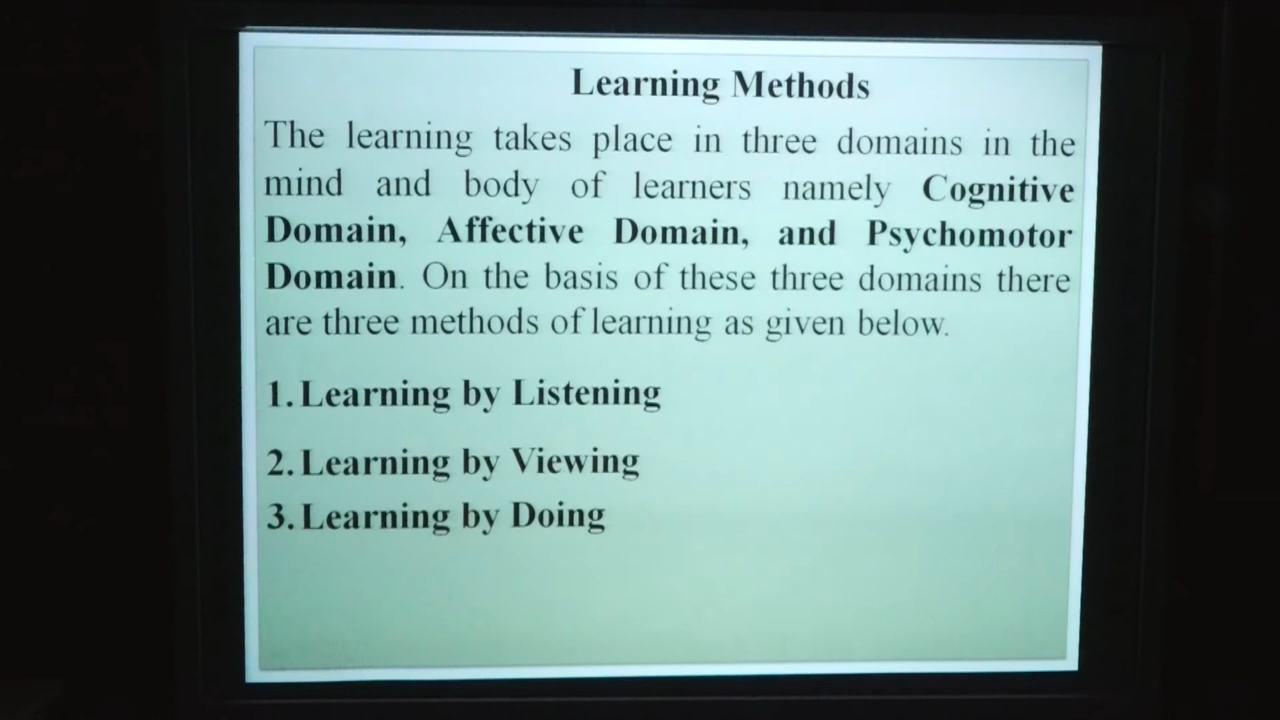 Learning Methods
The learning takes place in three domains in the
mind and body of learners namely Cognitive
Domain, Affective Domain, and Psychomotor
Domain. On the basis of these three domains there
are three methods of learning as given below.
1. Learning by Listening
2. Learning by Viewing
3. Learning by Doing